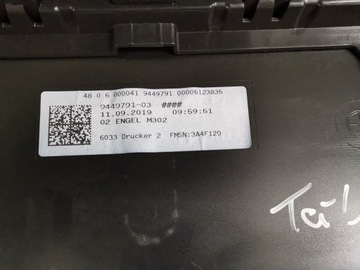 48 0 6 000041 9449791 00005123835
9449791-03 ####
11.09.2019 09:59:51
02 ENGEL M302
6033 Drucker 2 FMSN:3A4F120